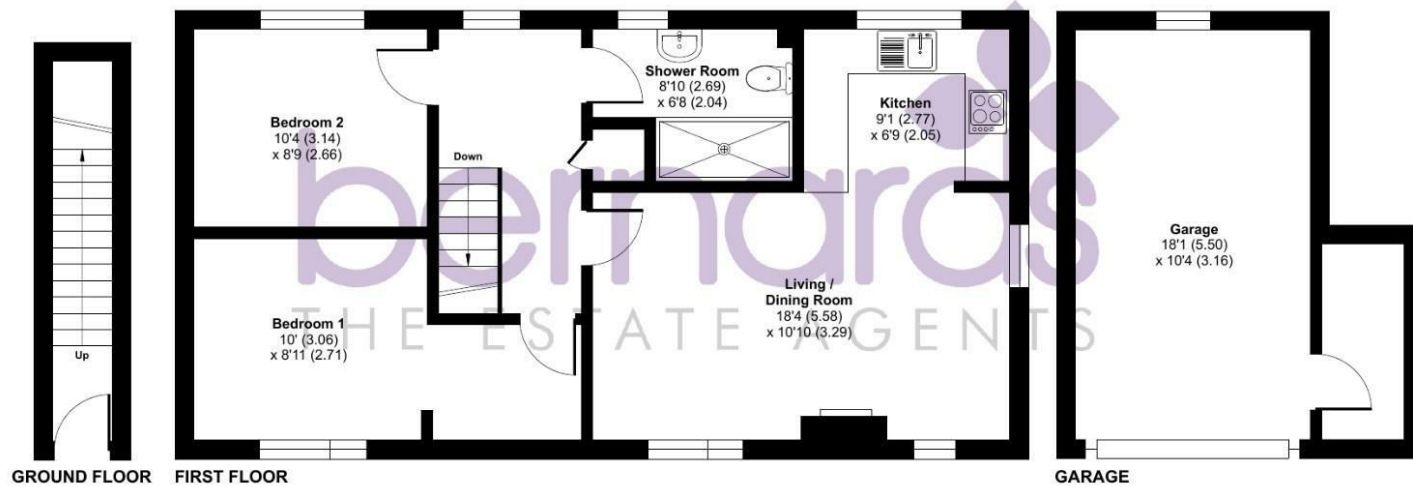 Bedroom 2
10'4 (3.14)
x 8'9 (2.66)
Down
Shower Room
8'10 (2.69)
x 6'8 (2.04)
Kitchen
9'1 (2.77)
x 6'9 (2.05)
bernards
THE ESTATE AGENTS
Bedroom 1
10' (3.06)
x 8'11 (2.71)
Living /
Dining Room
18'4 (5.58)
x 10'10 (3.29)
Garage
18'1 (5.50)
x 10'4 (3.16)
Up
GROUND FLOOR
FIRST FLOOR
GARAGE